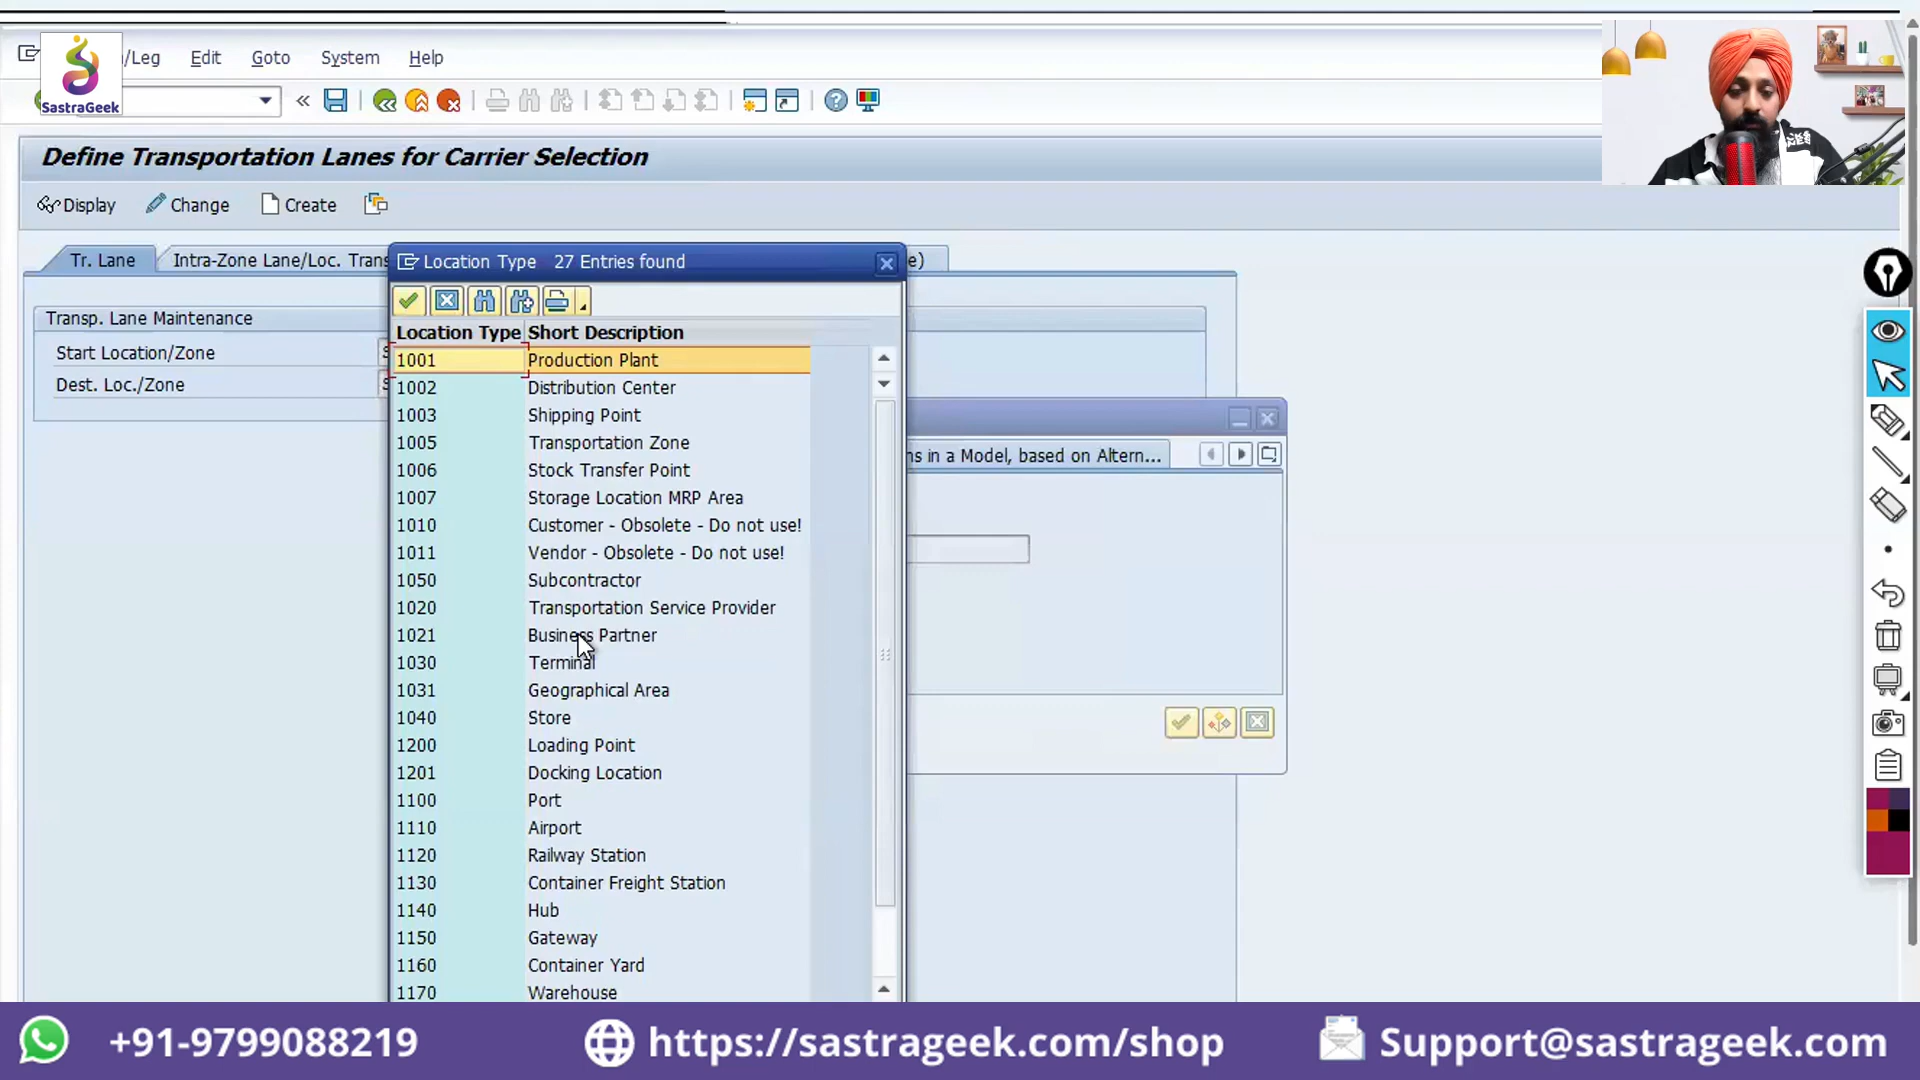 /Leg Edit Goto System Help
SastraGeek
Define Transportation Lanes for Carrier Selection
Display Change Create
Tr. Lane Intra-Zone Lane/Loc. Trans e)
Location Type 27 Entries found
Transp. Lane Maintenance
Start Location/Zone
Dest. Loc./Zone
Location Type Short Description
1001 Production Plant
1002 Distribution Center
1003 Shipping Point
1005 Transportation Zone
1006 Stock Transfer Point
1007 Storage Location MRP Area
1010 Customer - Obsolete - Do not use!
1011 Vendor - Obsolete - Do not use!
1050 Subcontractor
1020 Transportation Service Provider
1021 Business Partner
1030 Terminal
1031 Geographical Area
1040 Store
1200 Loading Point
1201 Docking Location
1100 Port
1110 Airport
1120 Railway Station
1130 Container Freight Station
1140 Hub
1150 Gateway
1160 Container Yard
1170 Warehouse
ns in a Model, based on Altern...
+91-9799088219 https://sastrageek.com/shop Support@sastrageek.com